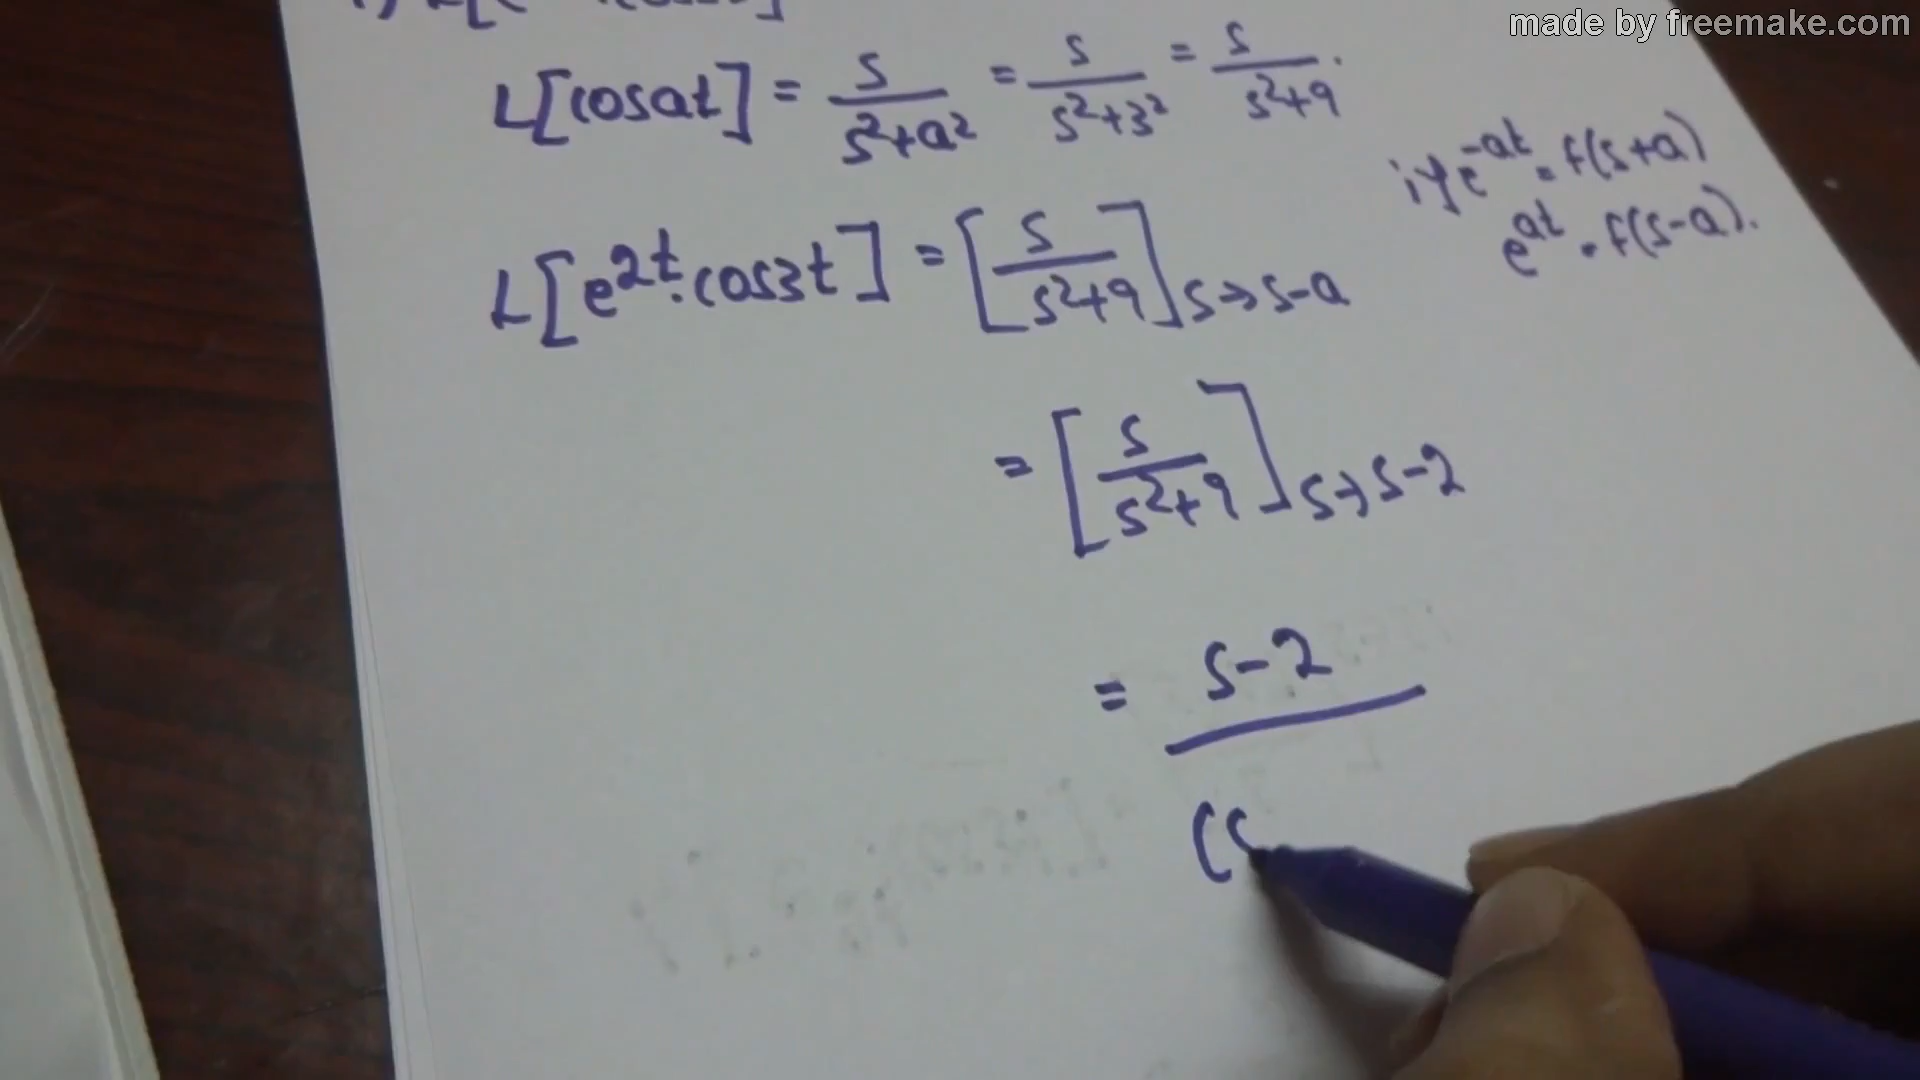 made by freemake.com
L[cosat] = s/s²+a² = s/s²+3² = s/s²+9.
if e^-at = f(s+a)
e^at = f(s-a).
L[e^2t.cos3t] = [s/s²+9]s→s-a
= [s/s²+9]s→s-2
= s-2
(s